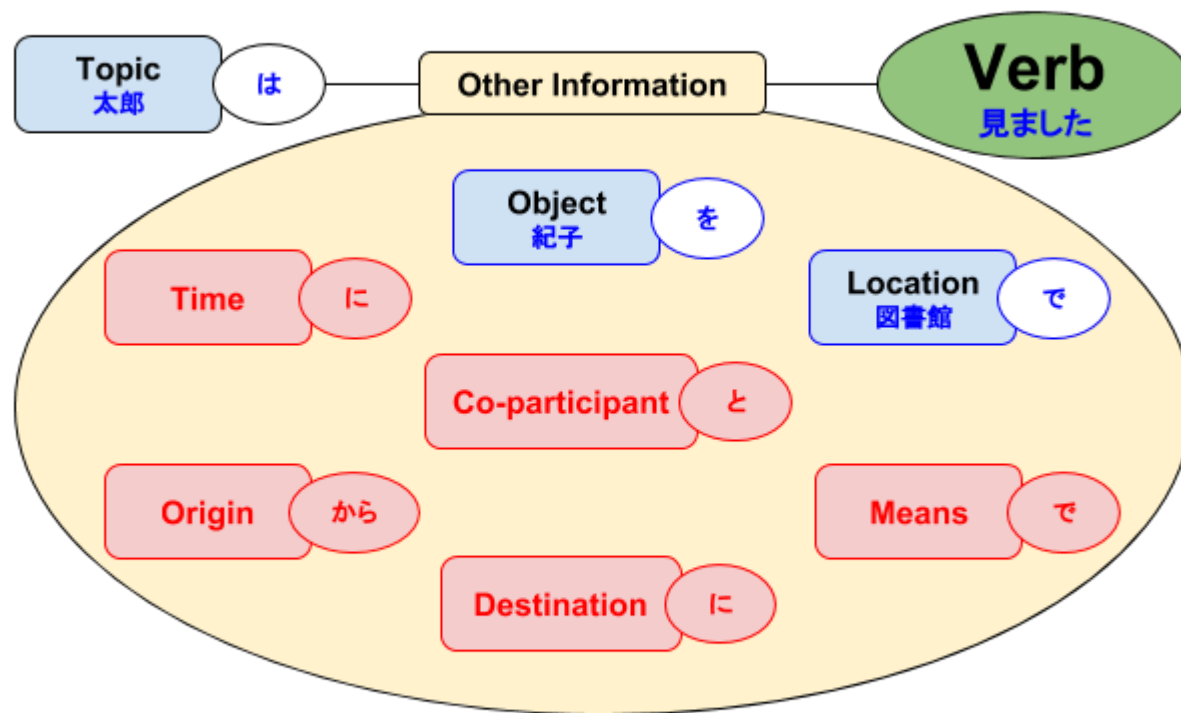 Topic
太郎
は
Other Information
Verb
見ました
Object
紀子
を
Time
に
Location
図書館
で
Co-participant
と
Origin
から
Means
で
Destination
に